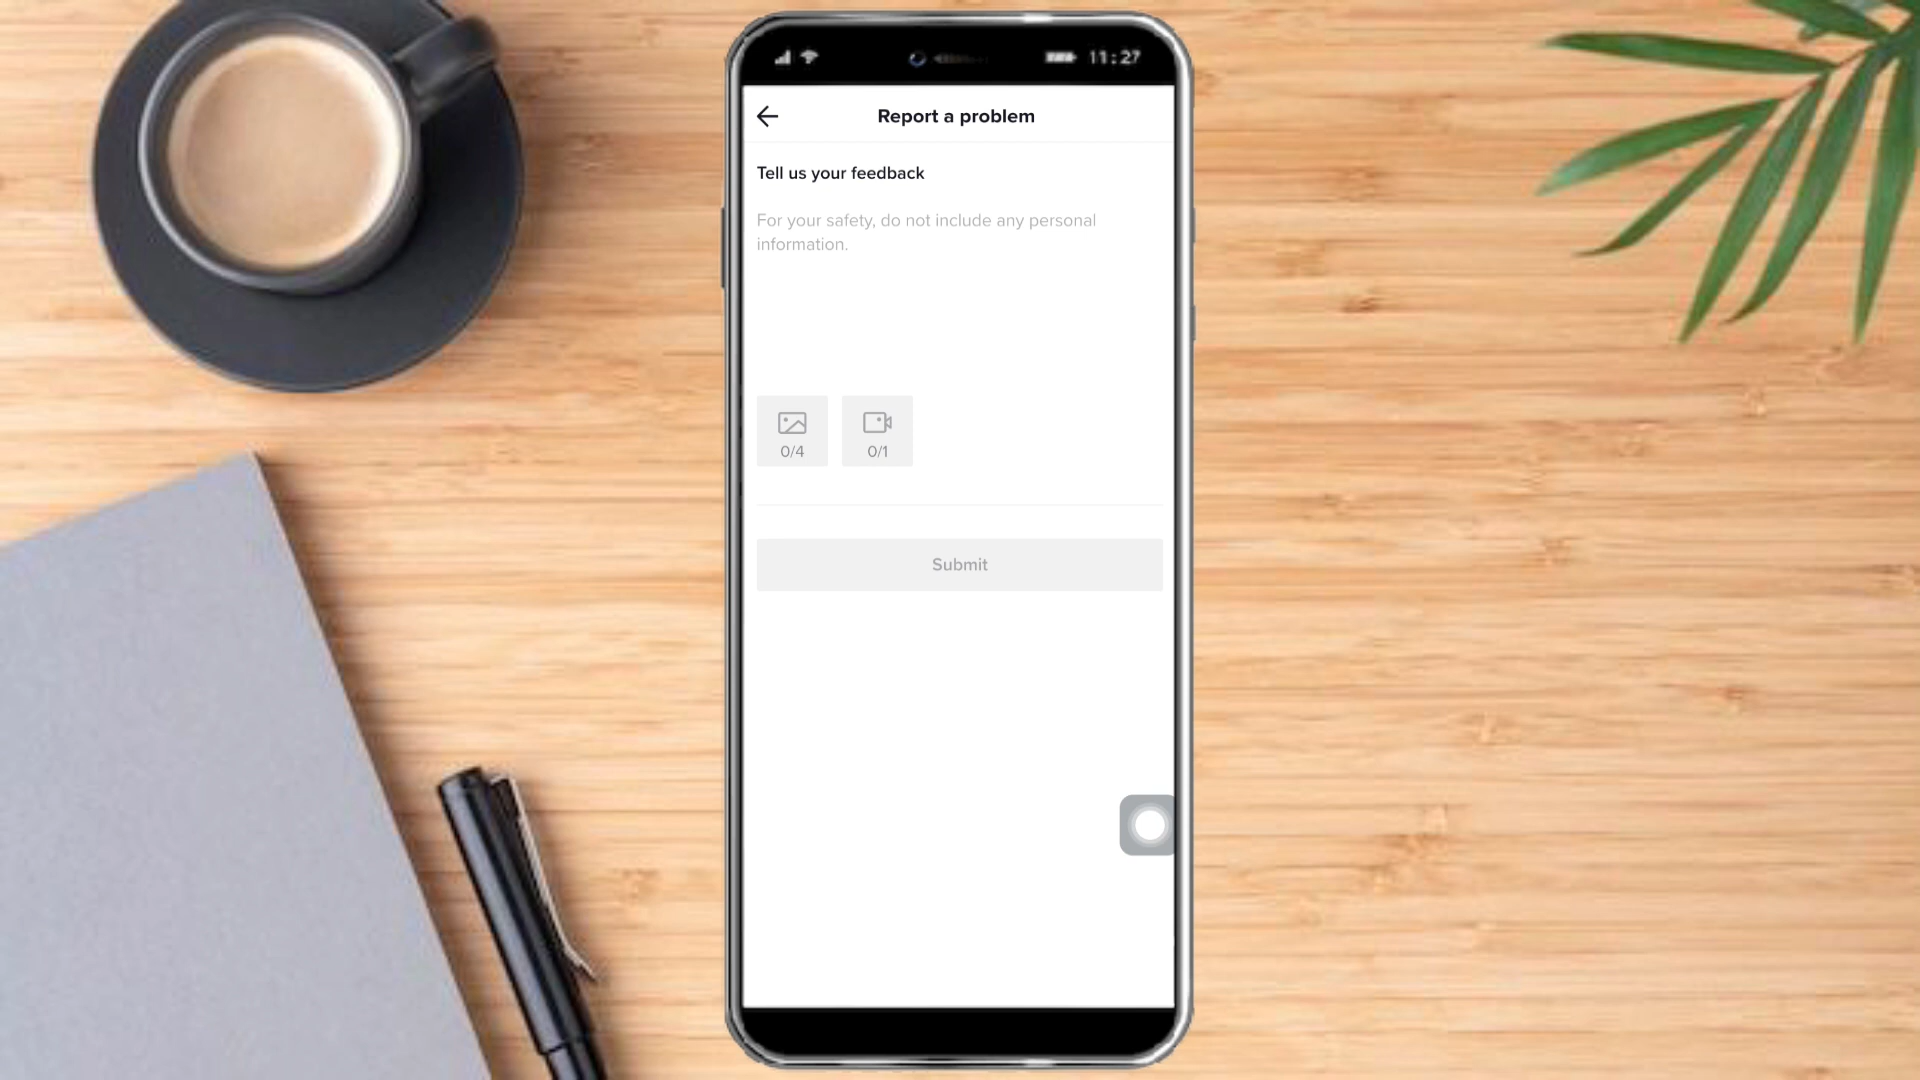 11:27
Report a problem
Tell us your feedback
For your safety, do not include any personal
information.
0/4
0/1
Submit